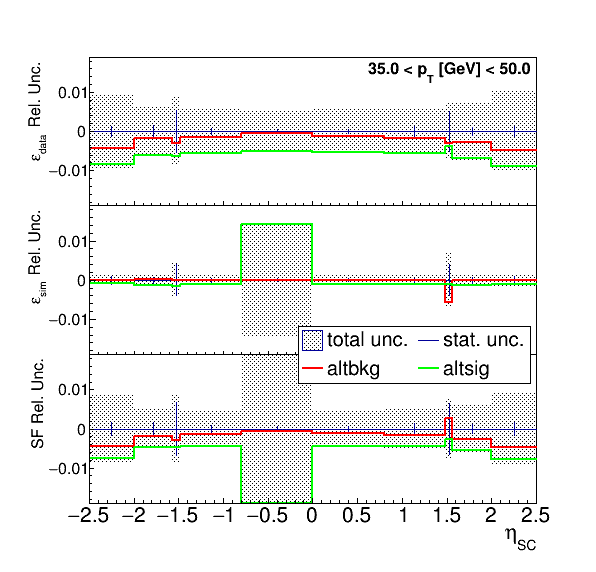 35.0 < p_T [GeV] < 50.0
ε_data Rel. Unc.
0.01
0
−0.01
ε_sim Rel. Unc.
0.01
0
−0.01
total unc. stat. unc.
altbkg altsig
SF Rel. Unc.
0.01
0
−0.01
−2.5 −2 −1.5 −1 −0.5 0 0.5 1 1.5 2 2.5
η_SC